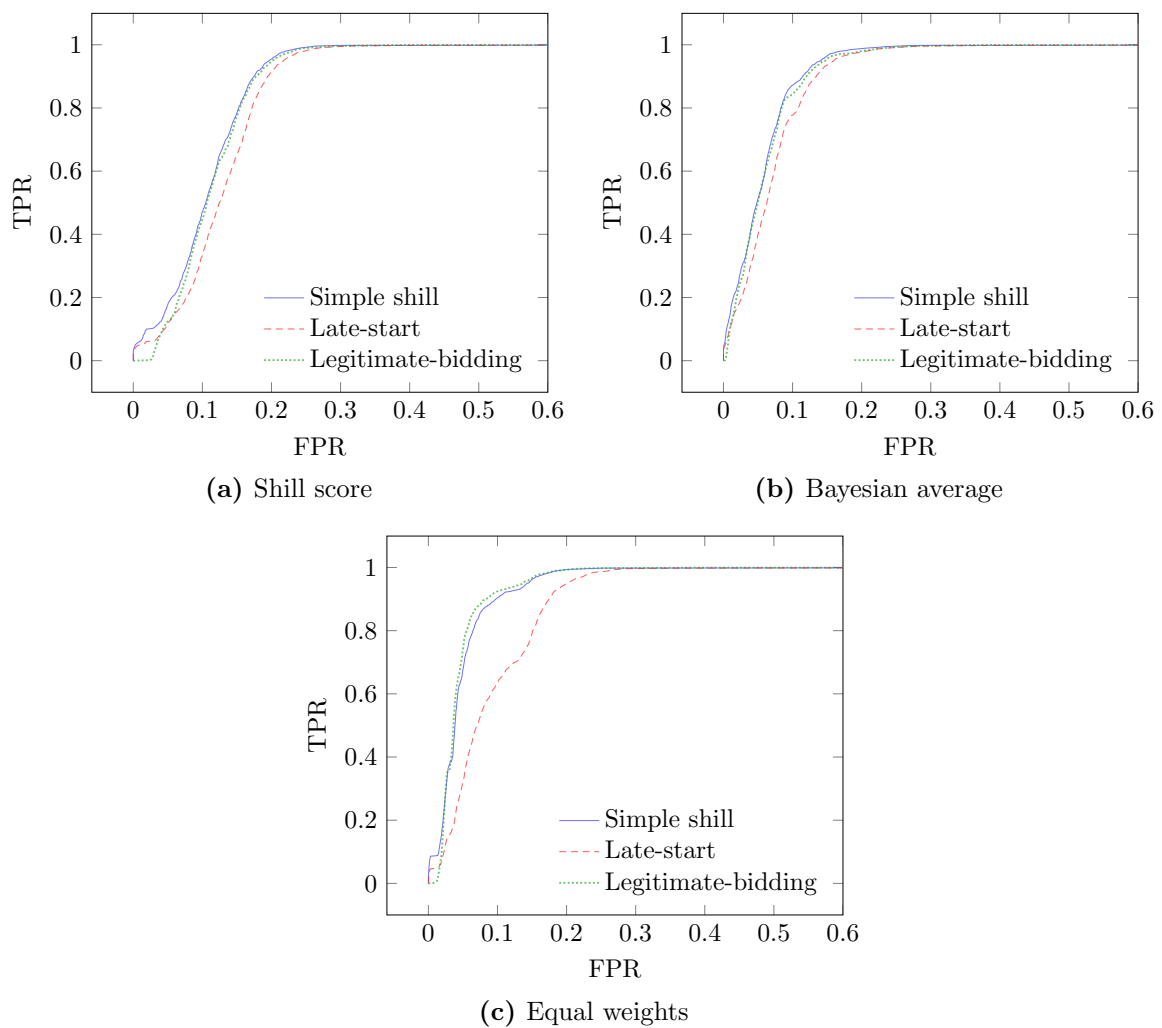 1
0.8
0.6
0.4
0.2
0
TPR
0 0.1 0.2 0.3 0.4 0.5 0.6
FPR
Simple shill
Late-start
Legitimate-bidding
(a) Shill score
1
0.8
0.6
0.4
0.2
0
TPR
0 0.1 0.2 0.3 0.4 0.5 0.6
FPR
Simple shill
Late-start
Legitimate-bidding
(b) Bayesian average
1
0.8
0.6
0.4
0.2
0
TPR
0 0.1 0.2 0.3 0.4 0.5 0.6
FPR
Simple shill
Late-start
Legitimate-bidding
(c) Equal weights